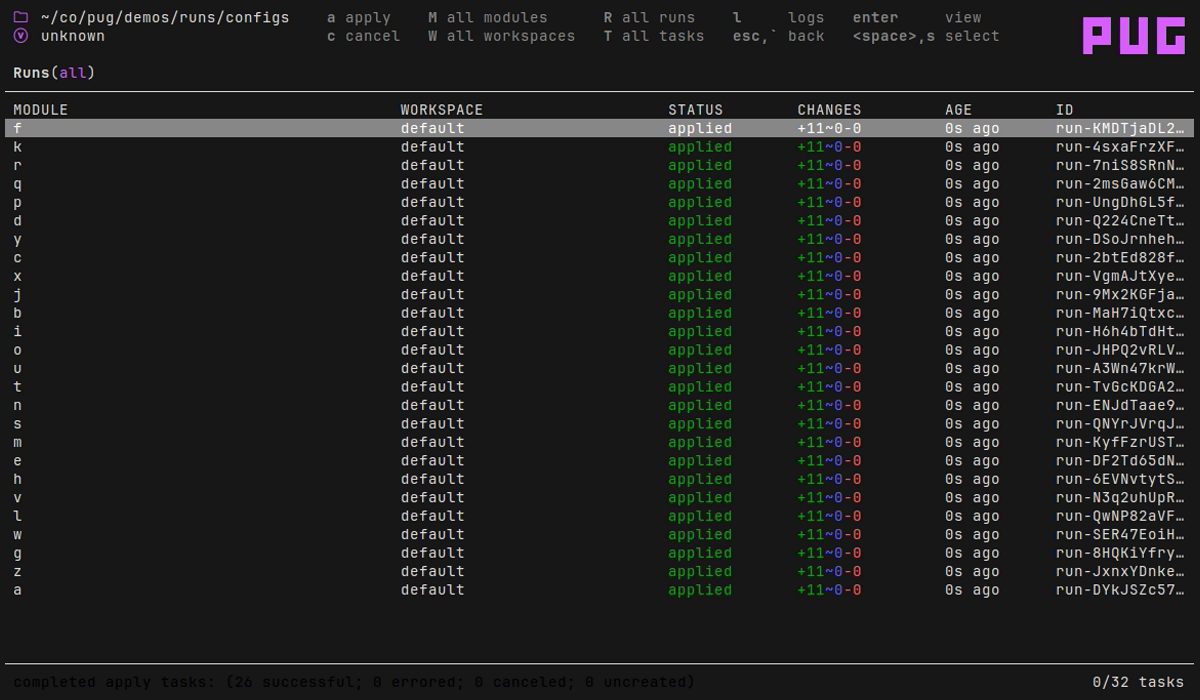 ~/co/pug/demos/runs/configs a apply M all modules R all runs l logs enter view
unknown c cancel W all workspaces T all tasks esc,` back <space>,s select
PUG
Runs(all)
MODULE WORKSPACE STATUS CHANGES AGE ID
f default applied +11~0-0 0s ago run-KMDTjaDL2…
k default applied +11~0-0 0s ago run-4sxaFrzXF…
r default applied +11~0-0 0s ago run-7niS8SRnN…
q default applied +11~0-0 0s ago run-2msGaw6CM…
p default applied +11~0-0 0s ago run-UngDhGL5f…
d default applied +11~0-0 0s ago run-Q224CneTt…
y default applied +11~0-0 0s ago run-DSoJrnheh…
c default applied +11~0-0 0s ago run-2btEd828f…
x default applied +11~0-0 0s ago run-VgmAJtXye…
j default applied +11~0-0 0s ago run-9Mx2KGFja…
b default applied +11~0-0 0s ago run-MaH7iQtxc…
i default applied +11~0-0 0s ago run-H6h4bTdHt…
o default applied +11~0-0 0s ago run-JHPQ2vRLV…
u default applied +11~0-0 0s ago run-A3Wn47krW…
t default applied +11~0-0 0s ago run-TvGcKDGA2…
n default applied +11~0-0 0s ago run-ENJdTaae9…
s default applied +11~0-0 0s ago run-QNYrJVrqJ…
m default applied +11~0-0 0s ago run-KyfFzrUST…
e default applied +11~0-0 0s ago run-DF2Td65dN…
h default applied +11~0-0 0s ago run-6EVNvtytS…
v default applied +11~0-0 0s ago run-N3q2uhUpR…
l default applied +11~0-0 0s ago run-QwNP82aVF…
w default applied +11~0-0 0s ago run-SER47EoiH…
g default applied +11~0-0 0s ago run-8HQKiYfry…
z default applied +11~0-0 0s ago run-JxnxYDnke…
a default applied +11~0-0 0s ago run-DYkJSZc57…
completed apply tasks: (26 successful; 0 errored; 0 canceled; 0 uncreated) 0/32 tasks